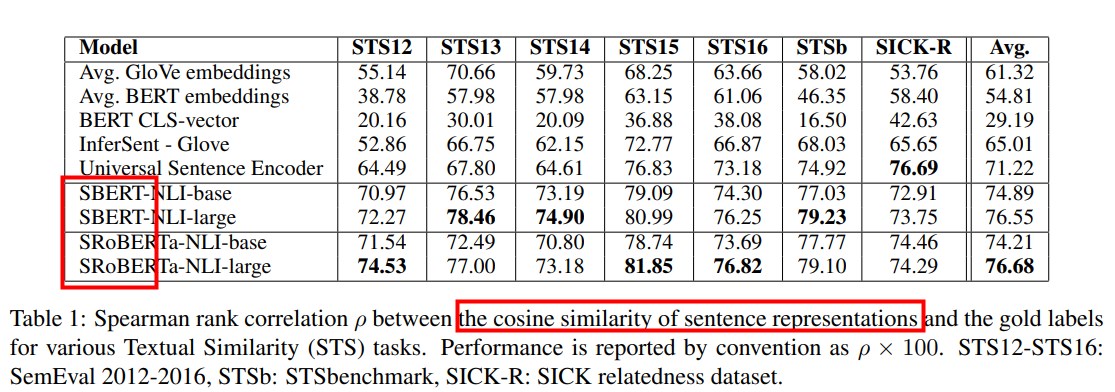 Model STS12 STS13 STS14 STS15 STS16 STSb SICK-R Avg.
Avg. GloVe embeddings 55.14 70.66 59.73 68.25 63.66 58.02 53.76 61.32
Avg. BERT embeddings 38.78 57.98 57.98 63.15 61.06 46.35 58.40 54.81
BERT CLS-vector 20.16 30.01 20.09 36.88 38.08 16.50 42.63 29.19
InferSent - Glove 52.86 66.75 62.15 72.77 66.87 68.03 65.65 65.01
Universal Sentence Encoder 64.49 67.80 64.61 76.83 73.18 74.92 76.69 71.22
SBERT-NLI-base 70.97 76.53 73.19 79.09 74.30 77.03 72.91 74.89
SBERT-NLI-large 72.27 78.46 74.90 80.99 76.25 79.23 73.75 76.55
SRoBERTa-NLI-base 71.54 72.49 70.80 78.74 73.69 77.77 74.46 74.21
SRoBERTa-NLI-large 74.53 77.00 73.18 81.85 76.82 79.10 74.29 76.68
Table 1: Spearman rank correlation ρ between the cosine similarity of sentence representations and the gold labels
for various Textual Similarity (STS) tasks. Performance is reported by convention as ρ × 100. STS12-STS16:
SemEval 2012-2016, STSb: STSbenchmark, SICK-R: SICK relatedness dataset.